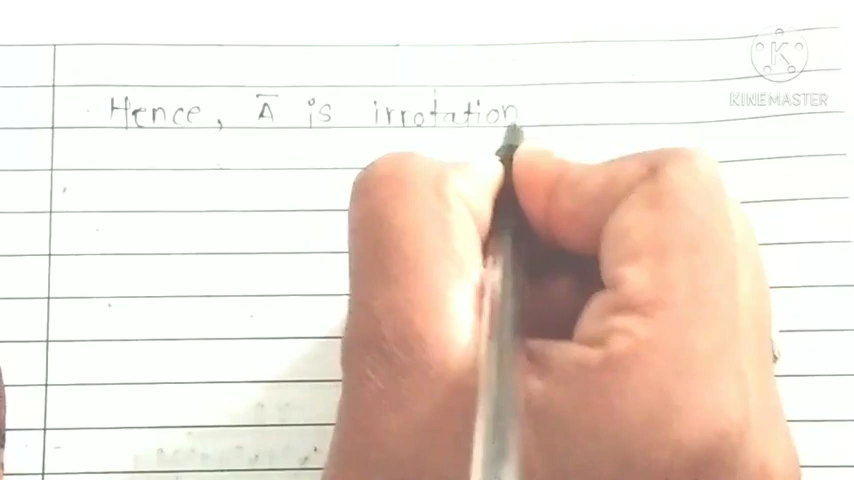 Hence, Ā is irrotation
K
KINEMASTER